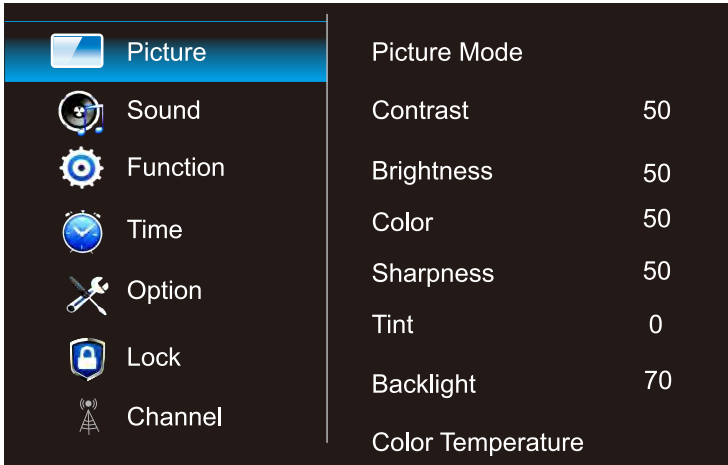 Picture
Sound
Function
Time
Option
Lock
Channel
Picture Mode
Contrast 50
Brightness 50
Color 50
Sharpness 50
Tint 0
Backlight 70
Color Temperature